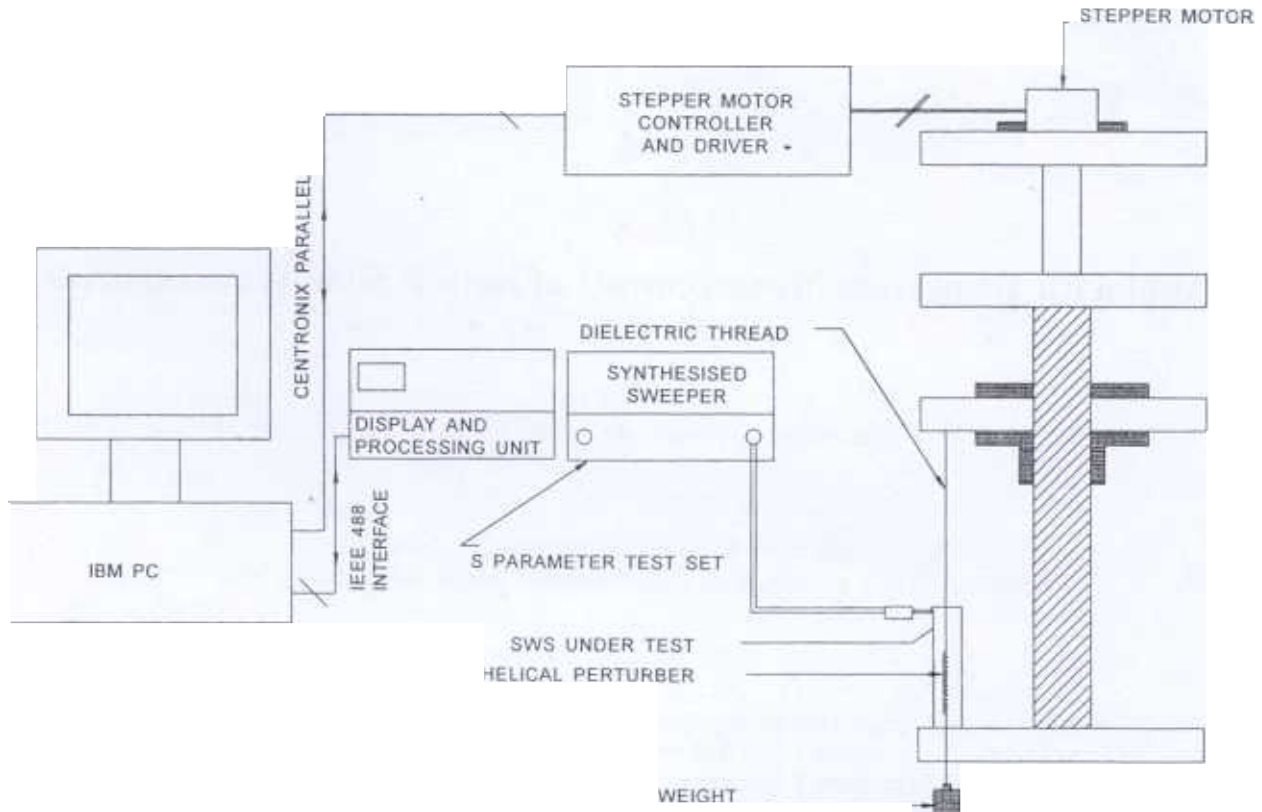 STEPPER MOTOR
STEPPER MOTOR
CONTROLLER
AND DRIVER
CENTRONIX PARALLEL
DIELECTRIC THREAD
SYNTHESISED
SWEEPER
DISPLAY AND
PROCESSING UNIT
IEEE 488
INTERFACE
S PARAMETER TEST SET
IBM PC
SWS UNDER TEST
HELICAL PERTURBER
WEIGHT